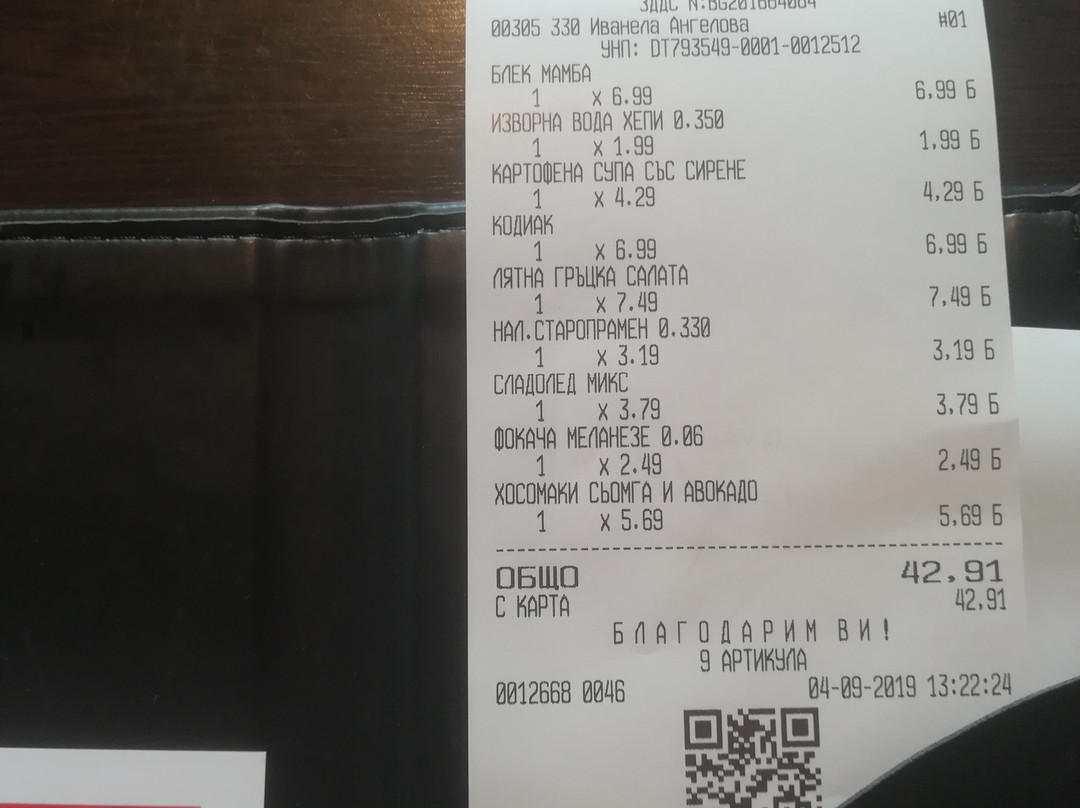 ЗДДС N:BG201684064
00305 330 Иванела Ангелова #01
УНП: DT793549-0001-0012512
БЛЕК МАМБА
1 x 6.99 6,99 Б
ИЗВОРНА ВОДА ХЕПИ 0.350
1 x 1.99 1,99 Б
КАРТОФЕНА СУПА СЪС СИРЕНЕ
1 x 4.29 4,29 Б
КОДИАК
1 x 6.99 6,99 Б
ЛЯТНА ГРЪЦКА САЛАТА
1 x 7.49 7,49 Б
НАЛ.СТАРОПРАМЕН 0.330
1 x 3.19 3,19 Б
СЛАДОЛЕД МИКС
1 x 3.79 3,79 Б
ФОКАЧА МЕЛАНЕЗЕ 0.06
1 x 2.49 2,49 Б
ХОСОМАКИ СЬОМГА И АВОКАДО
1 x 5.69 5,69 Б
ОБЩО 42,91
С КАРТА 42,91
БЛАГОДАРИМ ВИ!
9 АРТИКУЛА
0012668 0046 04-09-2019 13:22:24